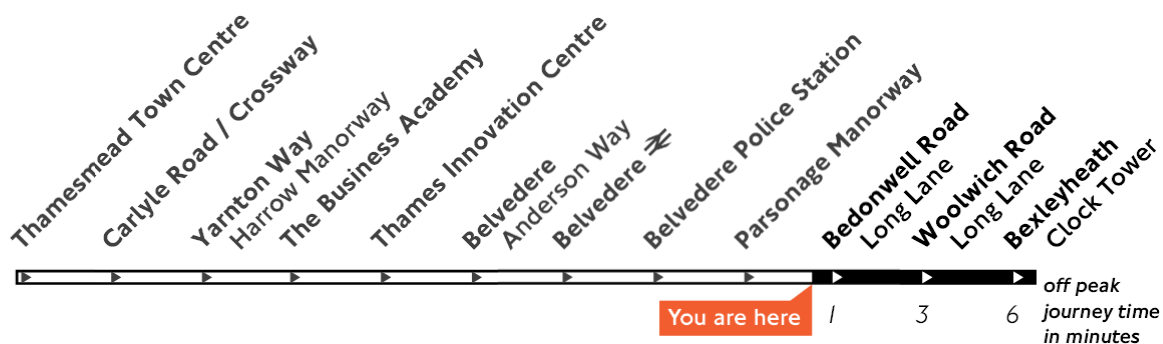 Thamesmead Town Centre
Carlyle Road / Crossway
Yarnton Way
Harrow Manorway
The Business Academy
Thames Innovation Centre
Belvedere
Anderson Way
Belvedere
Belvedere Police Station
Parsonage Manorway
Bedonwell Road
Long Lane
Woolwich Road
Long Lane
Bexleyheath
Clock Tower
You are here
1
3
6
off peak
journey time
in minutes